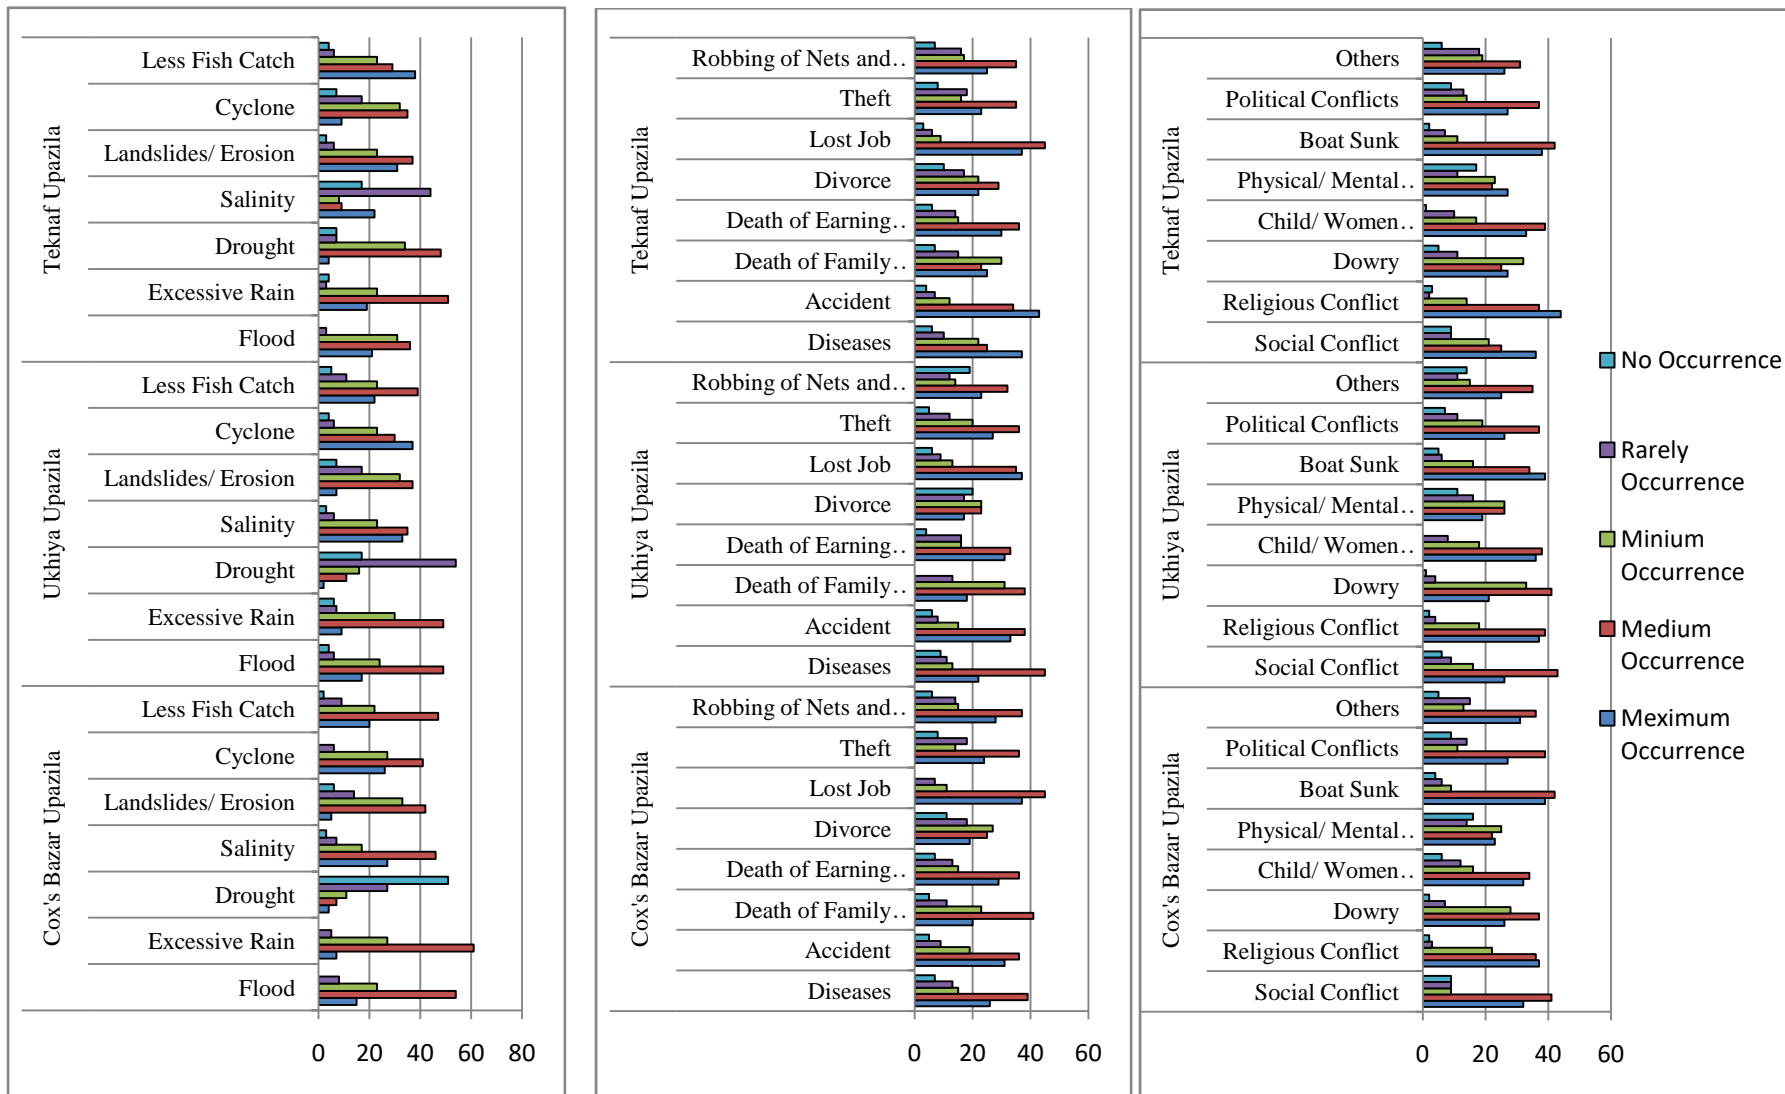 Teknaf Upazila
Less Fish Catch
Cyclone
Landslides/ Erosion
Salinity
Drought
Excessive Rain
Flood
Ukhiya Upazila
Less Fish Catch
Cyclone
Landslides/ Erosion
Salinity
Drought
Excessive Rain
Flood
Cox's Bazar Upazila
Less Fish Catch
Cyclone
Landslides/ Erosion
Salinity
Drought
Excessive Rain
Flood
0 20 40 60 80
Teknaf Upazila
Robbing of Nets and…
Theft
Lost Job
Divorce
Death of Earning…
Death of Family…
Accident
Diseases
Ukhiya Upazila
Robbing of Nets and…
Theft
Lost Job
Divorce
Death of Earning…
Death of Family…
Accident
Diseases
Cox's Bazar Upazila
Robbing of Nets and…
Theft
Lost Job
Divorce
Death of Earning…
Death of Family…
Accident
Diseases
0 20 40 60
Teknaf Upazila
Others
Political Conflicts
Boat Sunk
Physical/ Mental…
Child/ Women…
Dowry
Religious Conflict
Social Conflict
Ukhiya Upazila
Others
Political Conflicts
Boat Sunk
Physical/ Mental…
Child/ Women…
Dowry
Religious Conflict
Social Conflict
Cox's Bazar Upazila
Others
Political Conflicts
Boat Sunk
Physical/ Mental…
Child/ Women…
Dowry
Religious Conflict
Social Conflict
0 20 40 60
No Occurrence
Rarely
Occurrence
Minium
Occurrence
Medium
Occurrence
Meximum
Occurrence